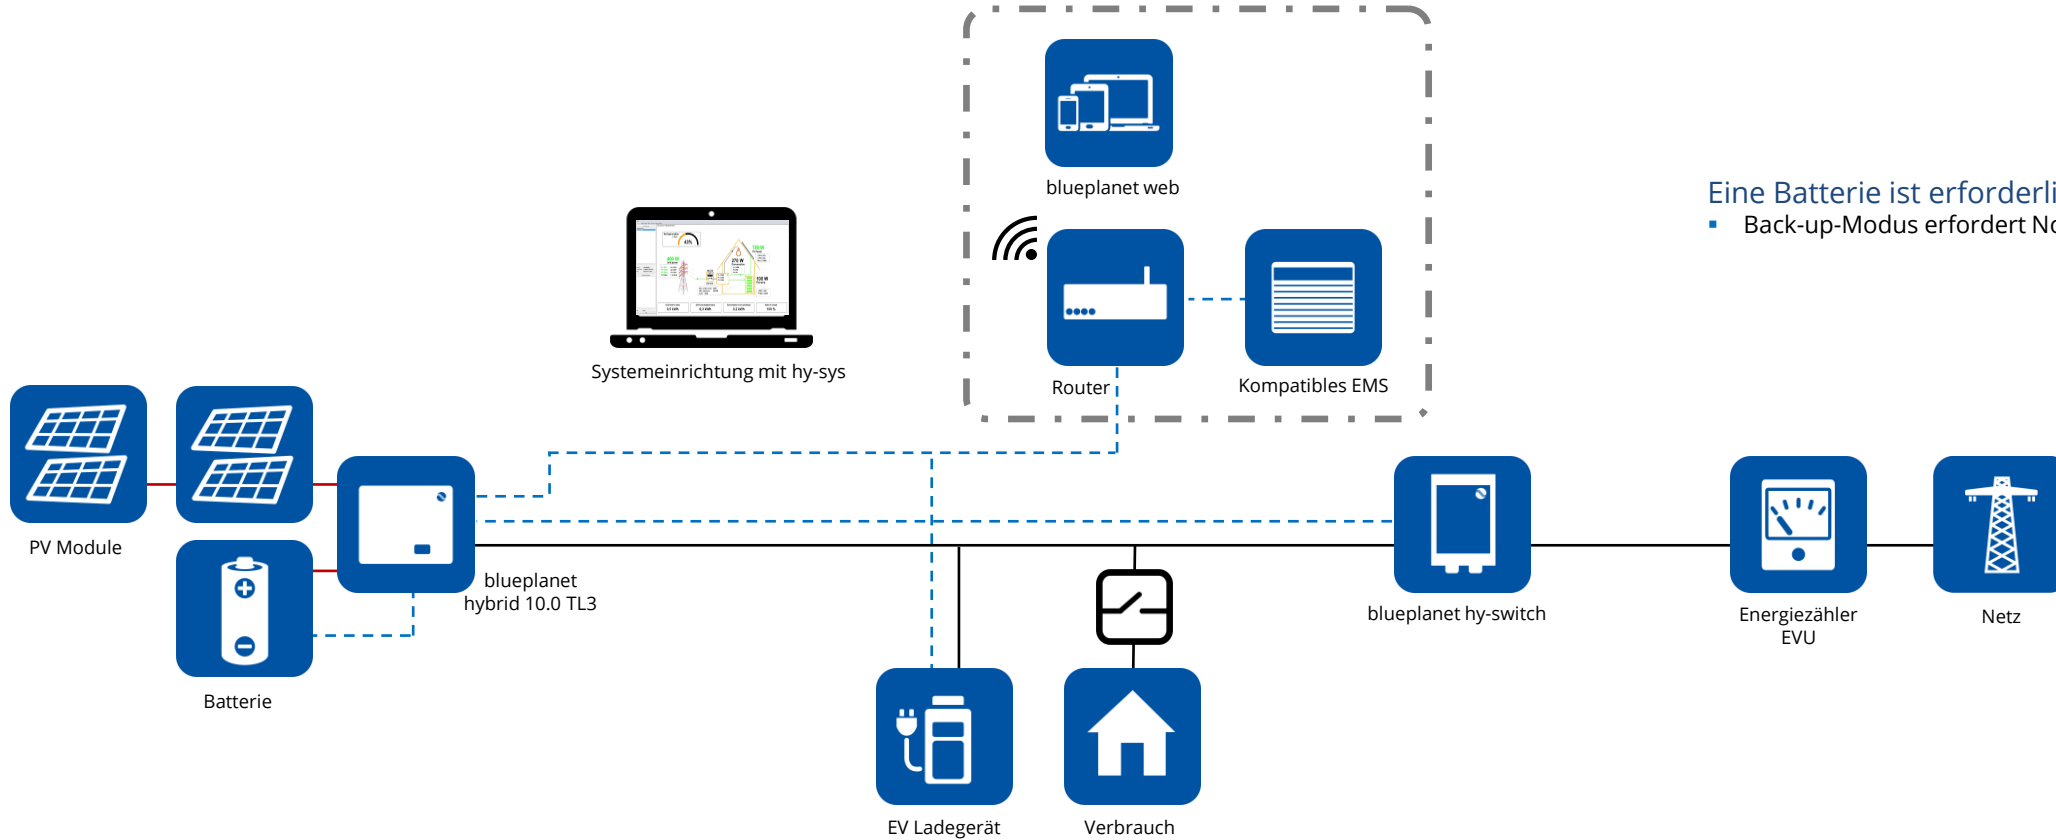 blueplanet web
Eine Batterie ist erforderli
Back-up-Modus erfordert No
Systemeinrichtung mit hy-sys
Router
Kompatibles EMS
PV Module
blueplanet
hybrid 10.0 TL3
Batterie
blueplanet hy-switch
Energiezähler
EVU
Netz
EV Ladegerät
Verbrauch